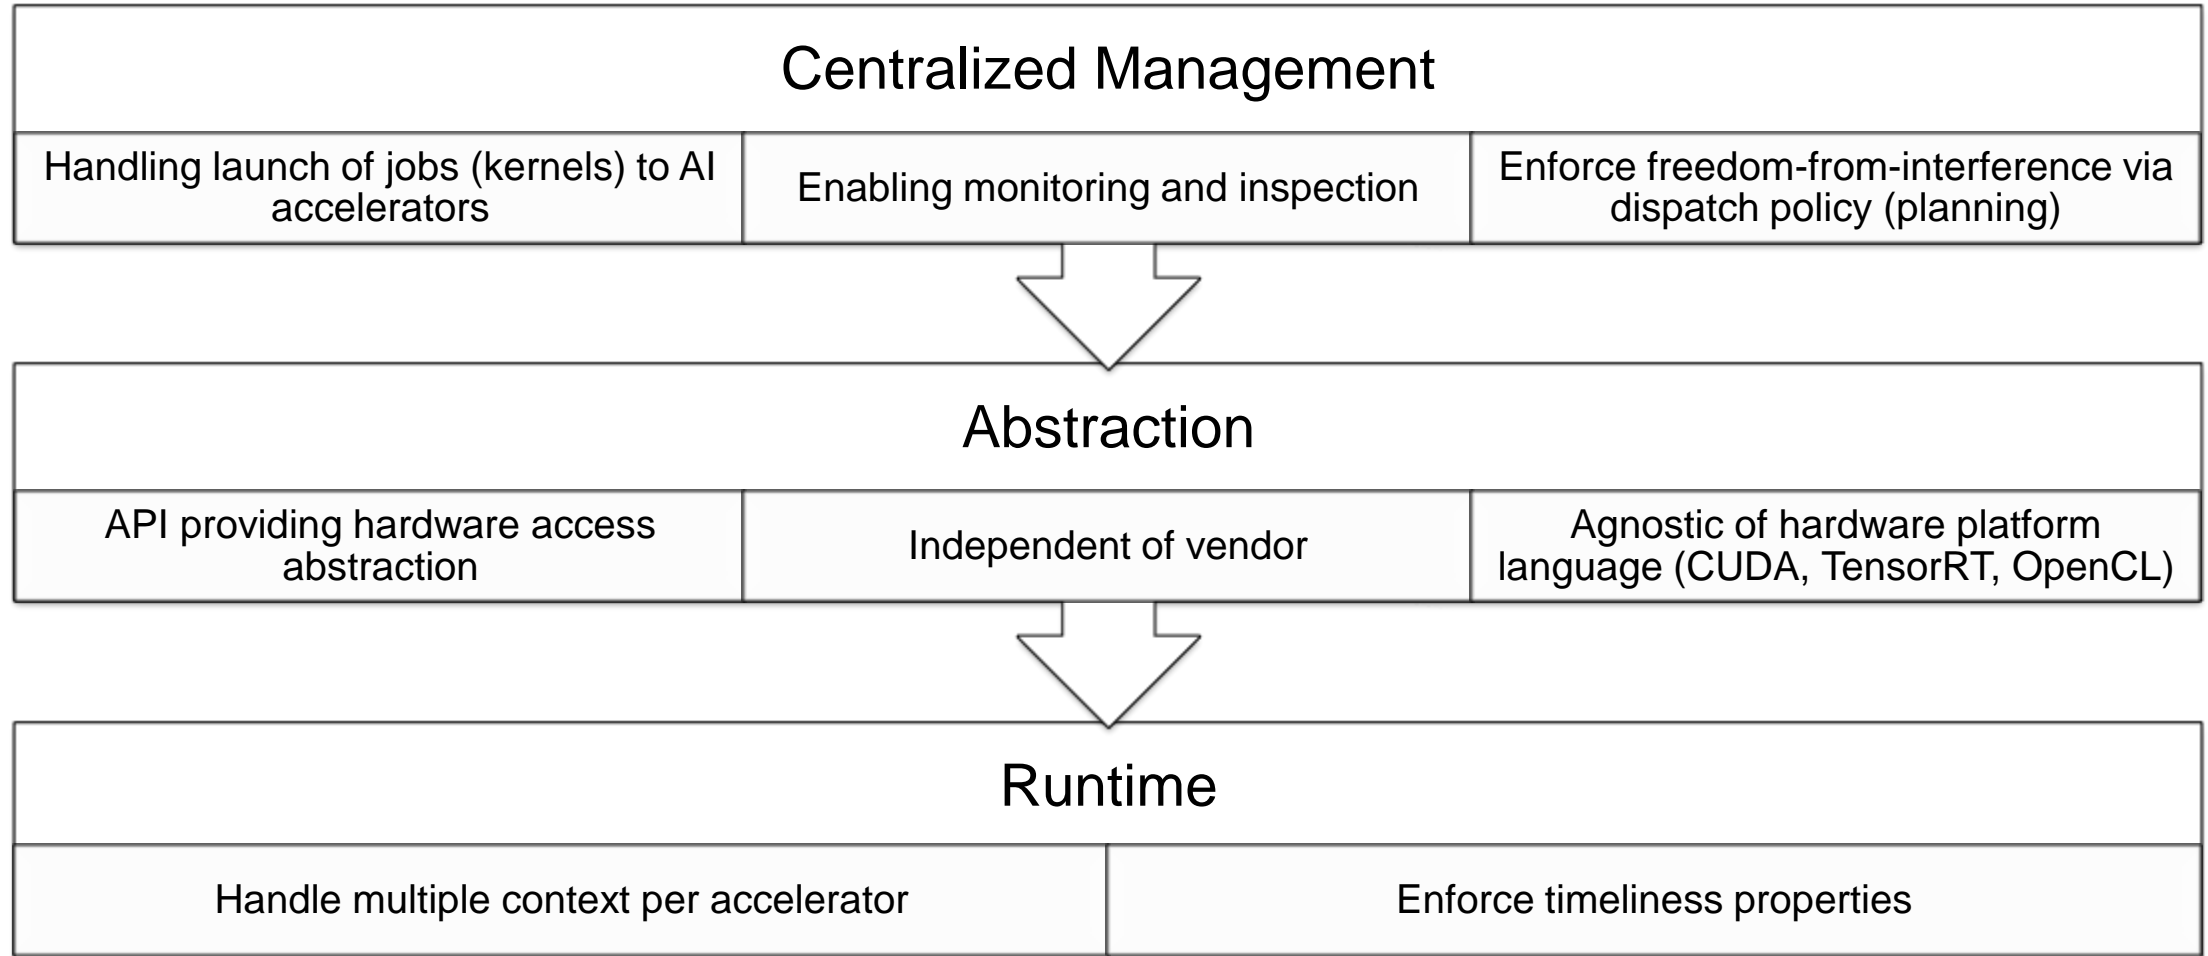 Centralized Management
Handling launch of jobs (kernels) to AI
accelerators
Enabling monitoring and inspection
Enforce freedom-from-interference via
dispatch policy (planning)
Abstraction
API providing hardware access
abstraction
Independent of vendor
Agnostic of hardware platform
language (CUDA, TensorRT, OpenCL)
Runtime
Handle multiple context per accelerator
Enforce timeliness properties